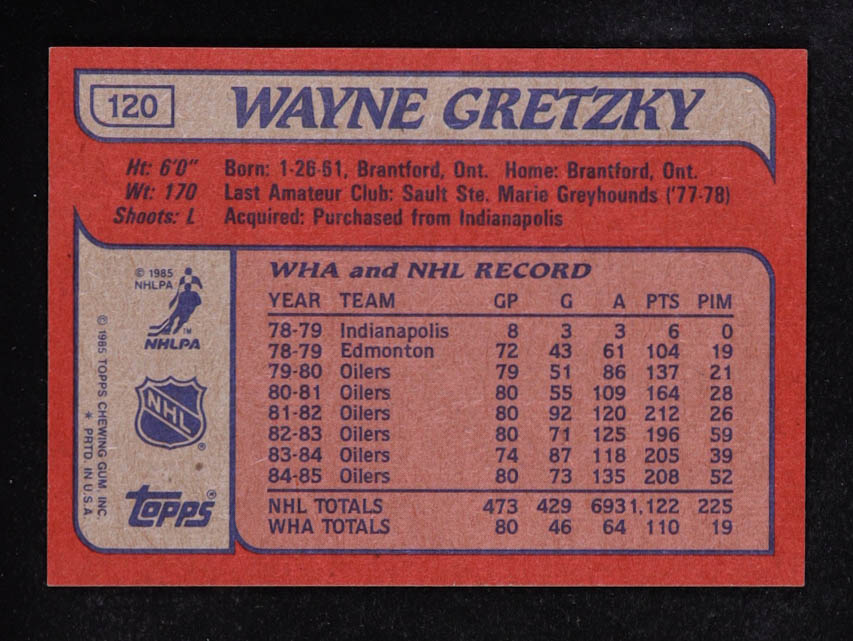 120
WAYNE GRETZKY
Ht: 6'0" Born: 1-26-61, Brantford, Ont. Home: Brantford, Ont.
Wt: 170 Last Amateur Club: Sault Ste. Marie Greyhounds ('77-78)
Shoots: L Acquired: Purchased from Indianapolis
© 1985
NHLPA
TM
NHLPA
NHL
®
topps®
© 1985 TOPPS CHEWING GUM, INC.
* PRTD. IN U.S.A.
WHA and NHL RECORD
YEAR TEAM GP G A PTS PIM
78-79 Indianapolis 8 3 3 6 0
78-79 Edmonton 72 43 61 104 19
79-80 Oilers 79 51 86 137 21
80-81 Oilers 80 55 109 164 28
81-82 Oilers 80 92 120 212 26
82-83 Oilers 80 71 125 196 59
83-84 Oilers 74 87 118 205 39
84-85 Oilers 80 73 135 208 52
NHL TOTALS 473 429 693 1,122 225
WHA TOTALS 80 46 64 110 19